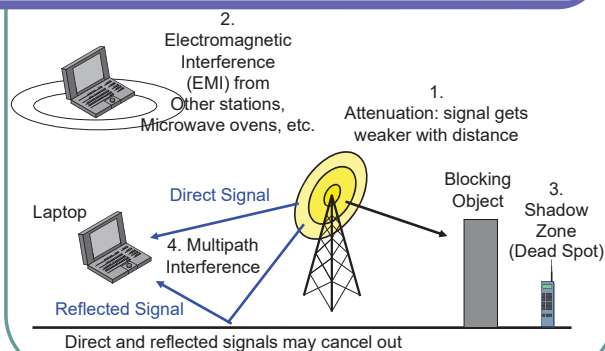 2.
Electromagnetic
Interference
(EMI) from
Other stations,
Microwave ovens, etc.
1.
Attenuation: signal gets
weaker with distance
Blocking
Object
3.
Shadow
Zone
(Dead Spot)
Direct Signal
Laptop
4. Multipath
Interference
Reflected Signal
Direct and reflected signals may cancel out